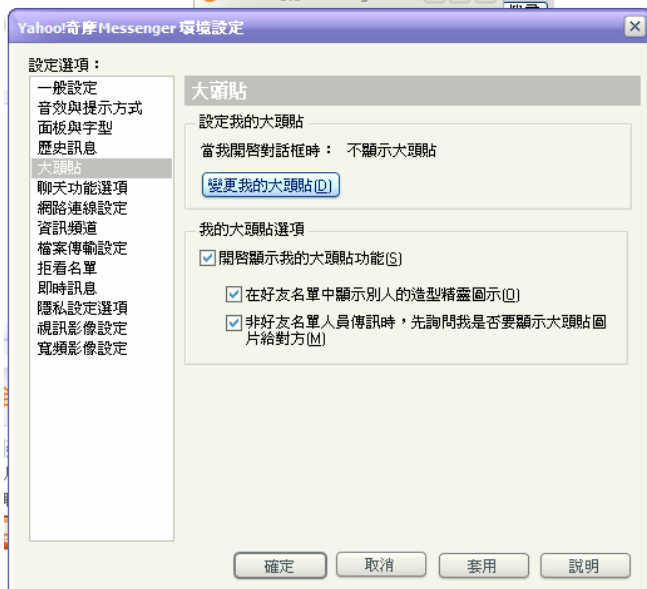 搜尋
Yahoo!奇摩Messenger 環境設定
設定選項：
一般設定
音效與提示方式
面板與字型
歷史訊息
大頭貼
聊天功能選項
網路連線設定
資訊頻道
檔案傳輸設定
拒看名單
即時訊息
隱私設定選項
視訊影像設定
寬頻影像設定
大頭貼
設定我的大頭貼
當我開啓對話框時： 不顯示大頭貼
變更我的大頭貼(D)
我的大頭貼選項
開啓顯示我的大頭貼功能(S)
在好友名單中顯示別人的造型精靈圖示(O)
非好友名單人員傳訊時，先詢問我是否要顯示大頭貼圖
片給對方(M)
確定
取消
套用
說明